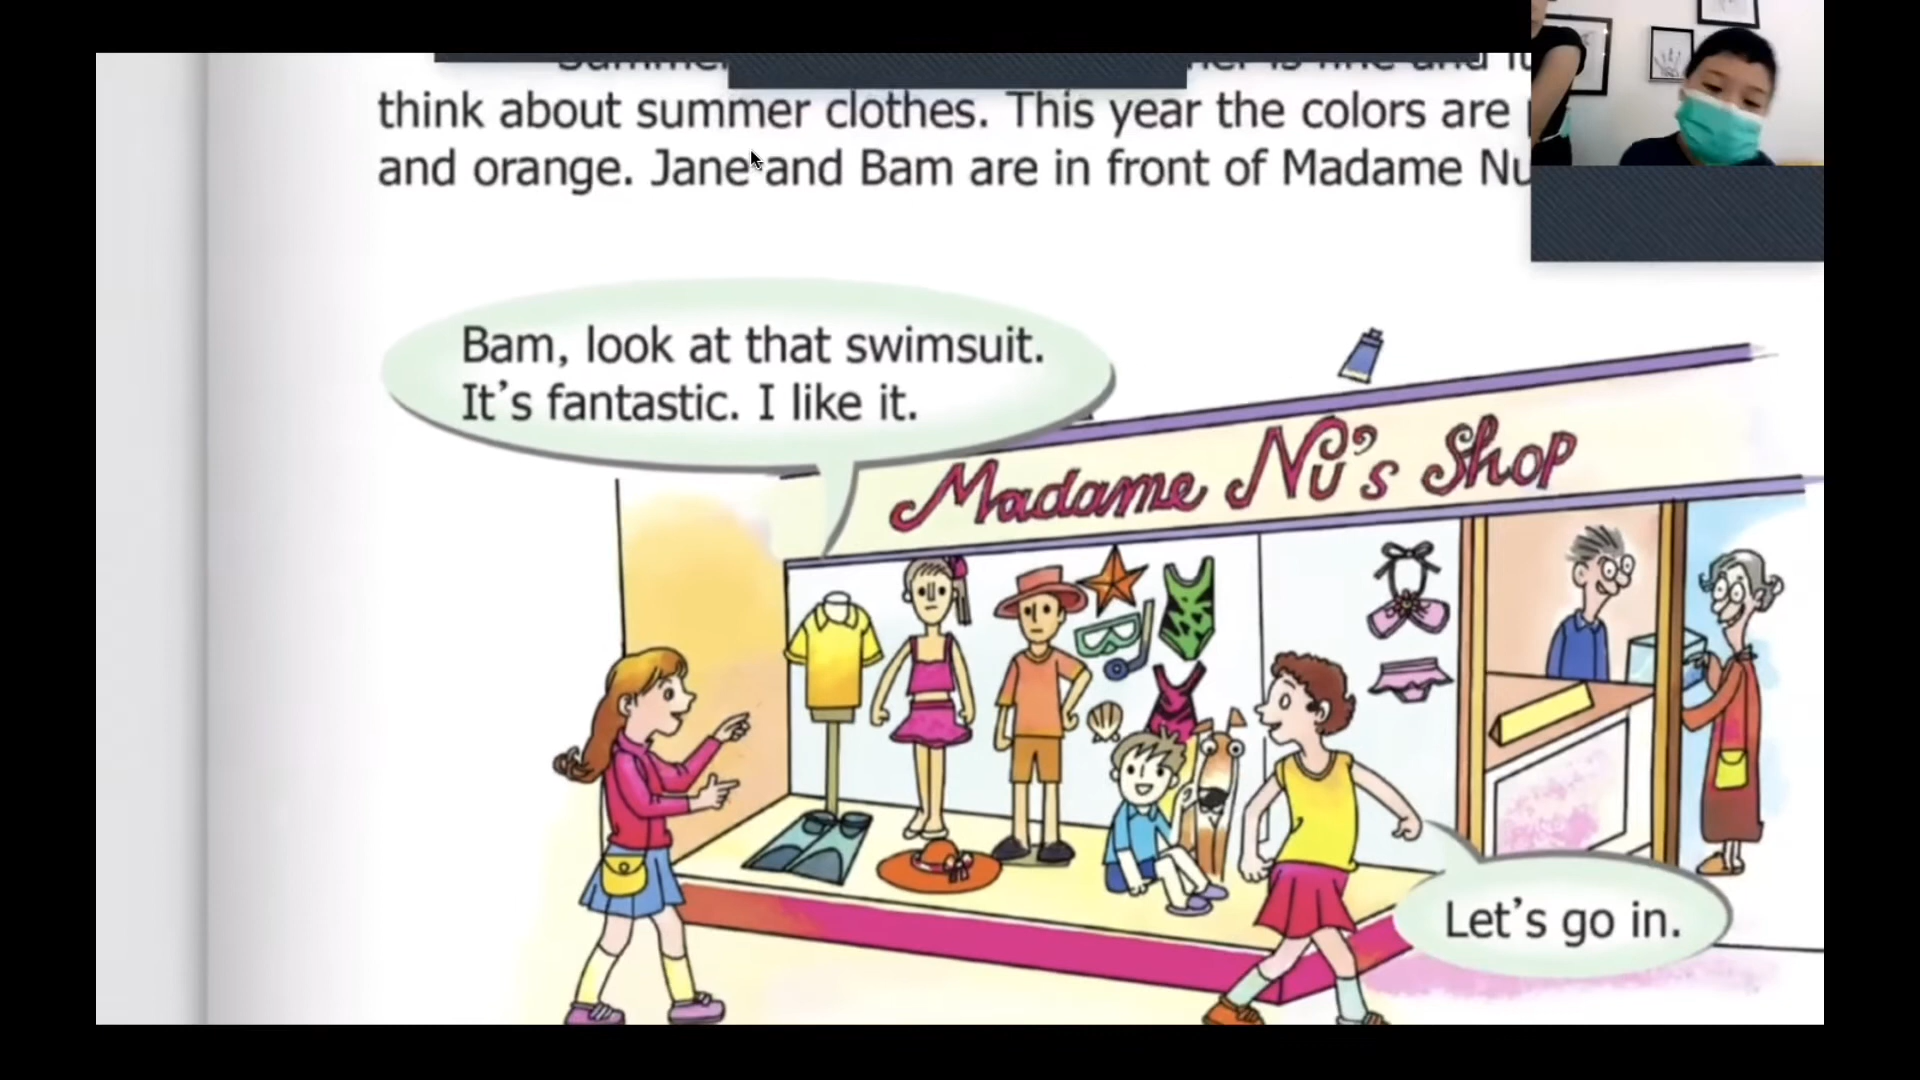 think about summer clothes. This year the colors are
and orange. Jane and Bam are in front of Madame Nu
Bam, look at that swimsuit.
It's fantastic. I like it.
Madame Nu's Shop
Let's go in.